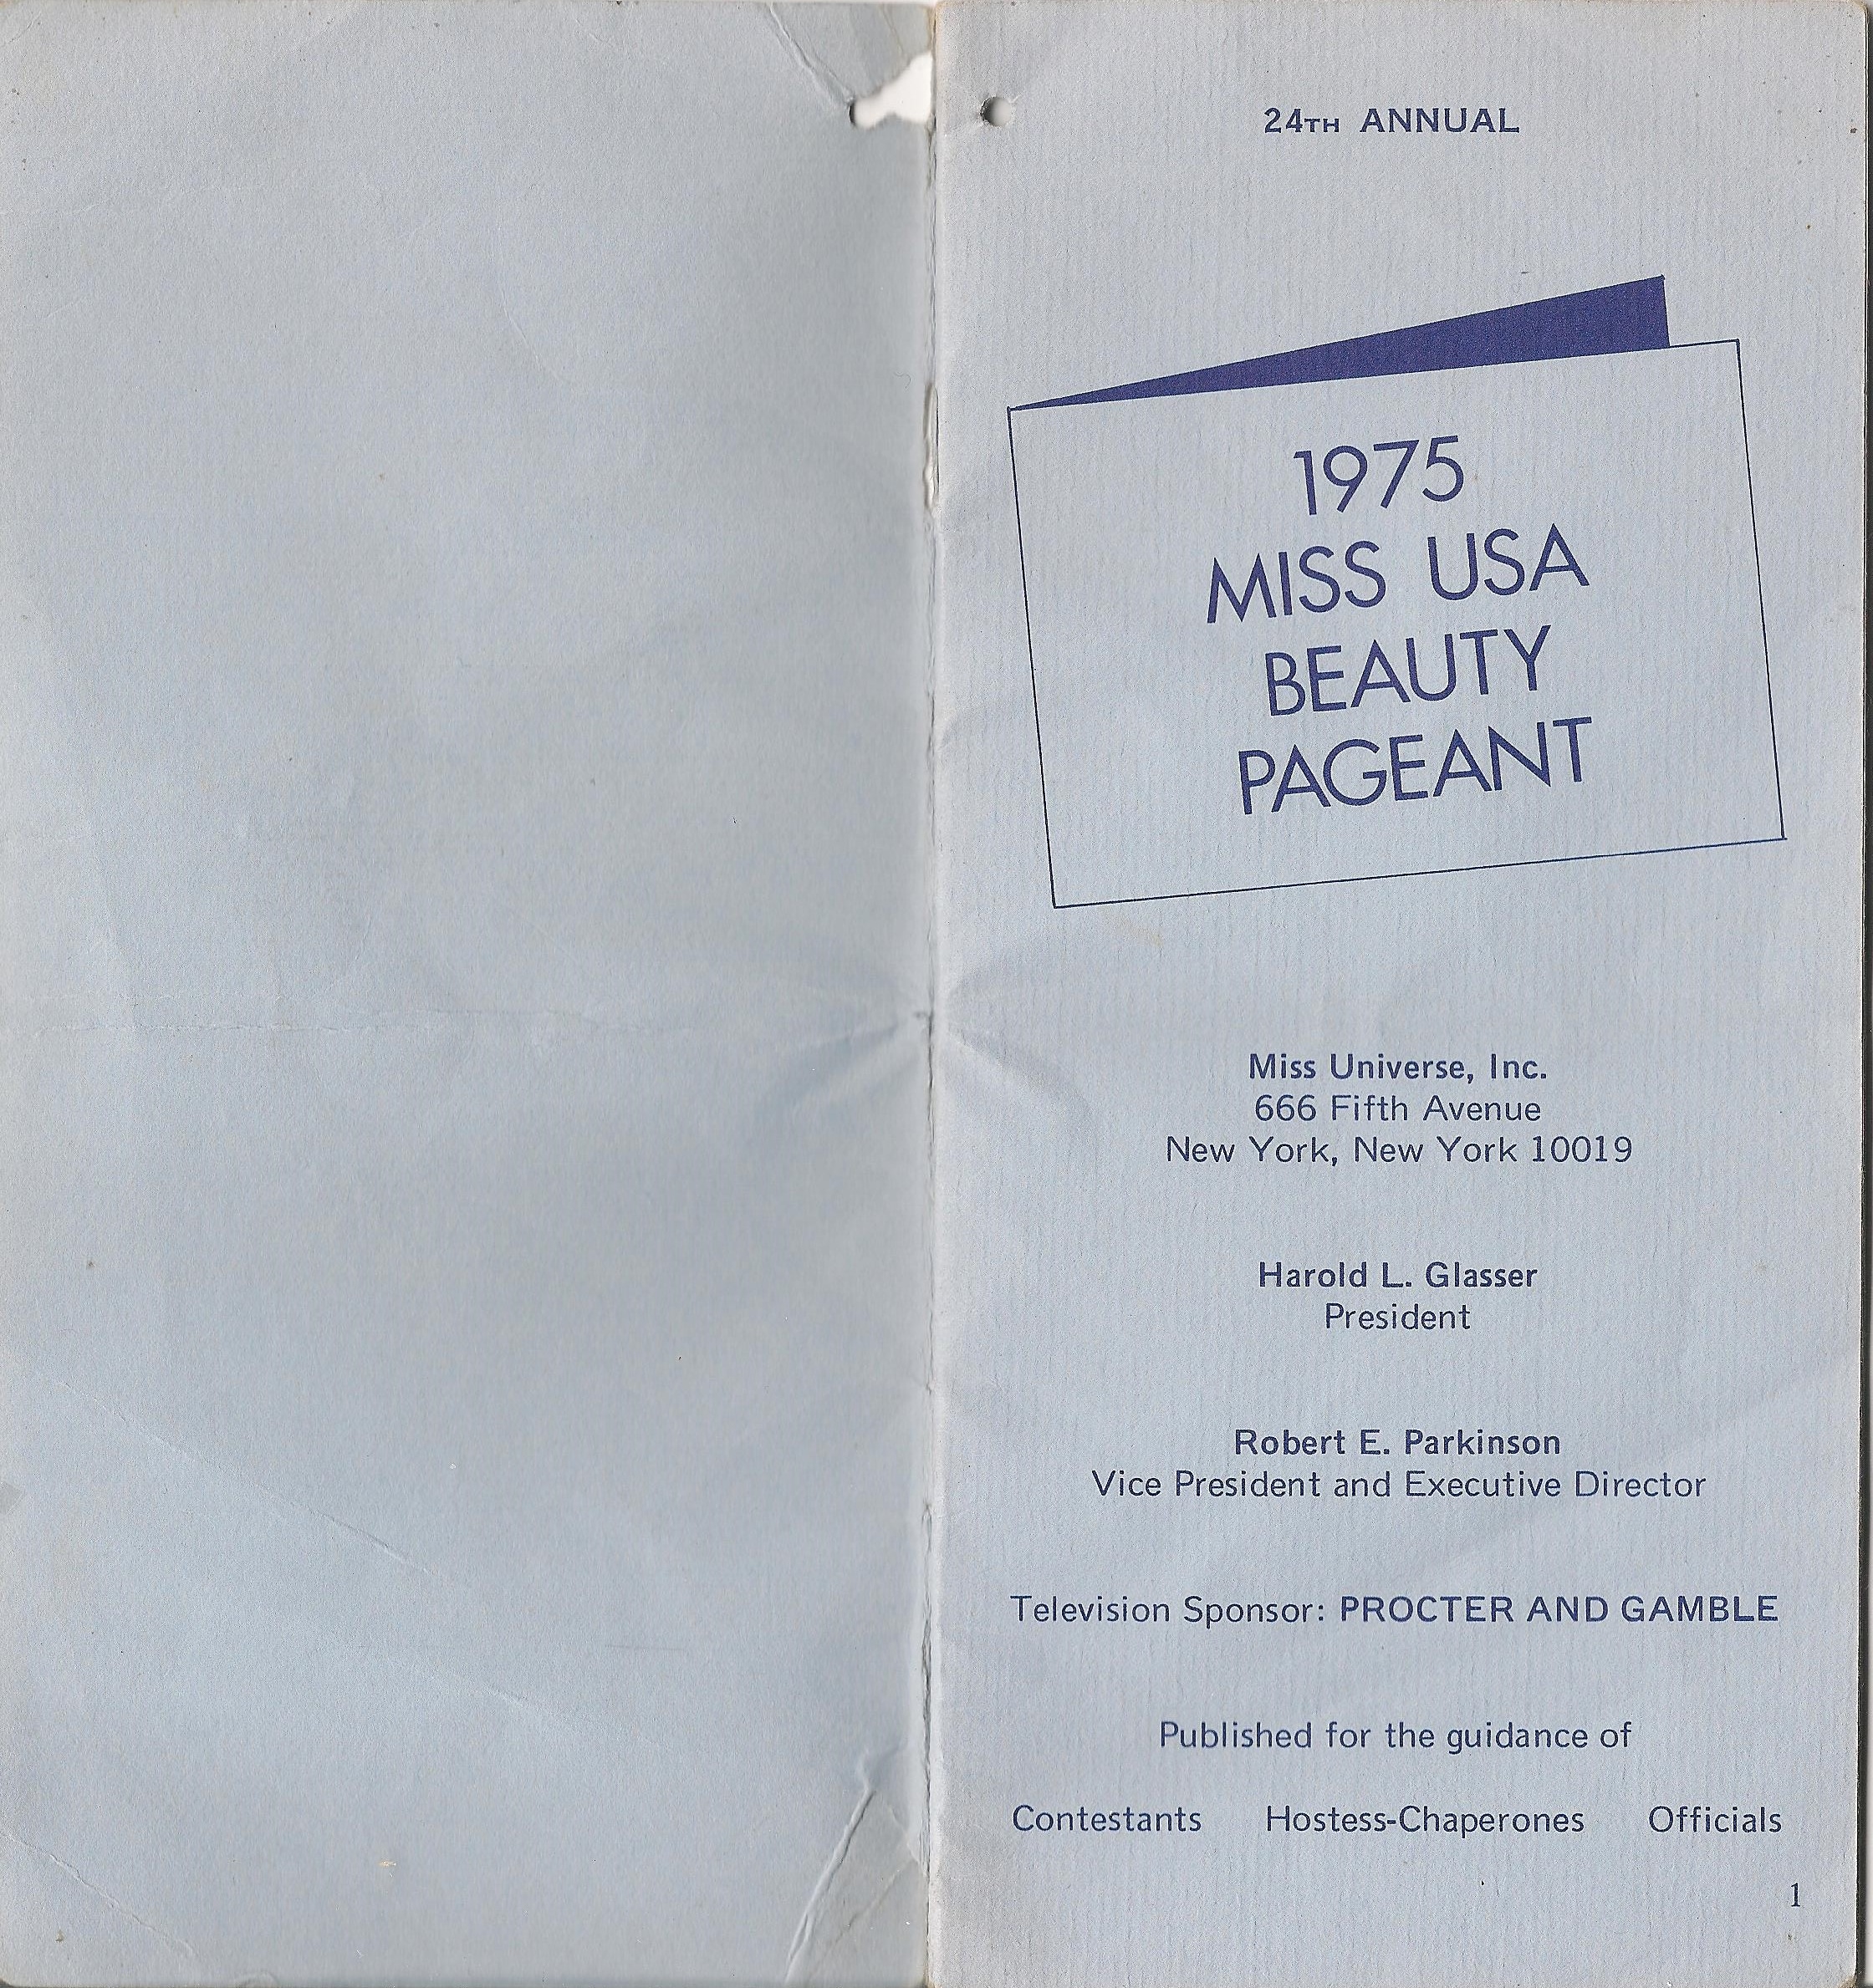 24TH ANNUAL
1975
MISS USA
BEAUTY
PAGEANT
Miss Universe, Inc.
666 Fifth Avenue
New York, New York 10019
Harold L. Glasser
President
Robert E. Parkinson
Vice President and Executive Director
Television Sponsor: PROCTER AND GAMBLE
Published for the guidance of
Contestants Hostess-Chaperones Officials
1